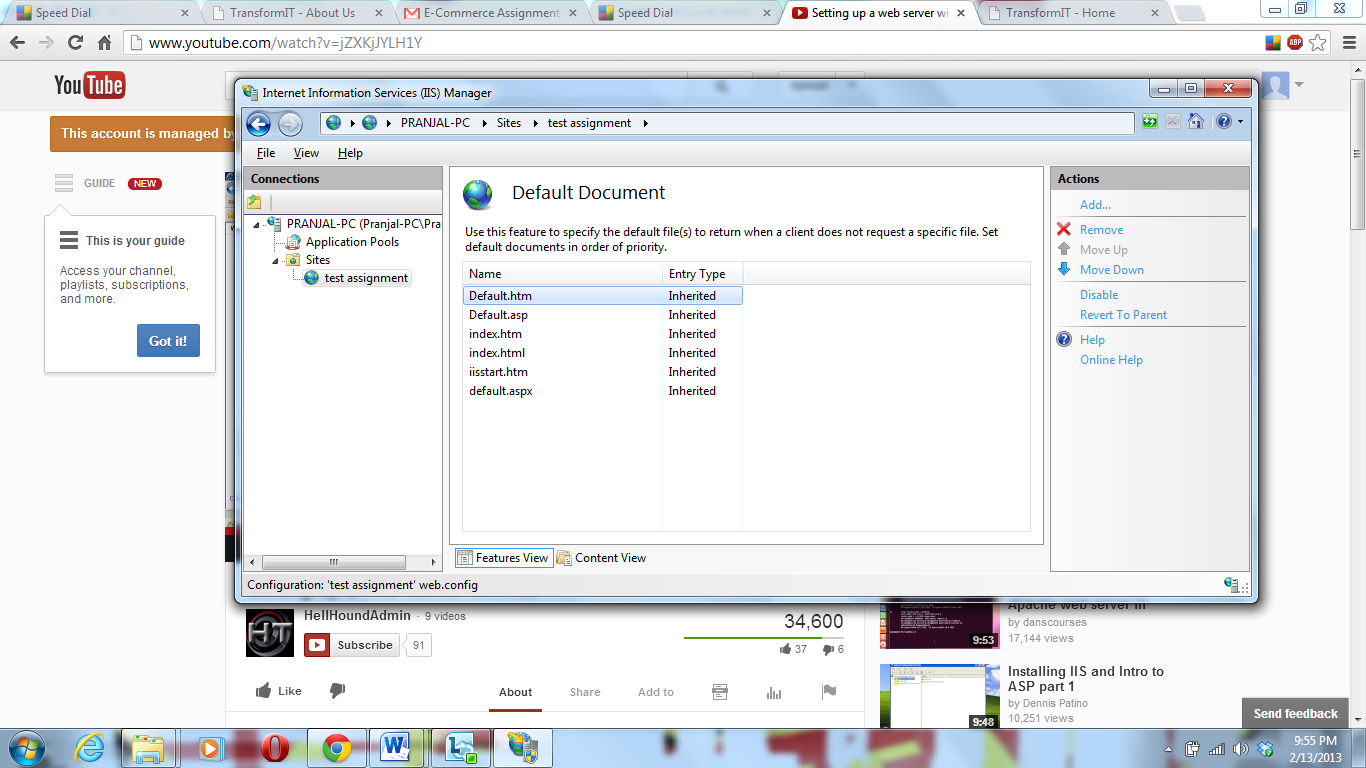 Speed Dial
TransformIT - About Us
E-Commerce Assignment
Speed Dial
Setting up a web server wi
TransformIT - Home
www.youtube.com/watch?v=jZXKjJYLH1Y
ABP
YouTube
This account is managed by
GUIDE NEW
This is your guide
Access your channel,
playlists, subscriptions,
and more.
Got it!
Internet Information Services (IIS) Manager
PRANJAL-PC Sites test assignment
File View Help
Connections
PRANJAL-PC (Pranjal-PC\Pra
Application Pools
Sites
test assignment
Default Document
Use this feature to specify the default file(s) to return when a client does not request a specific file. Set
default documents in order of priority.
Name Entry Type
Default.htm Inherited
Default.asp Inherited
index.htm Inherited
index.html Inherited
iisstart.htm Inherited
default.aspx Inherited
Features View Content View
Actions
Add...
Remove
Move Up
Move Down
Disable
Revert To Parent
Help
Online Help
Configuration: 'test assignment' web.config
HellHoundAdmin · 9 videos
Subscribe 91
34,600
37 6
Like
About Share Add to
Apache web server in
by danscourses
17,144 views
9:53
Installing IIS and Intro to
ASP part 1
by Dennis Patino
10,251 views
9:48
Send feedback
9:55 PM
2/13/2013